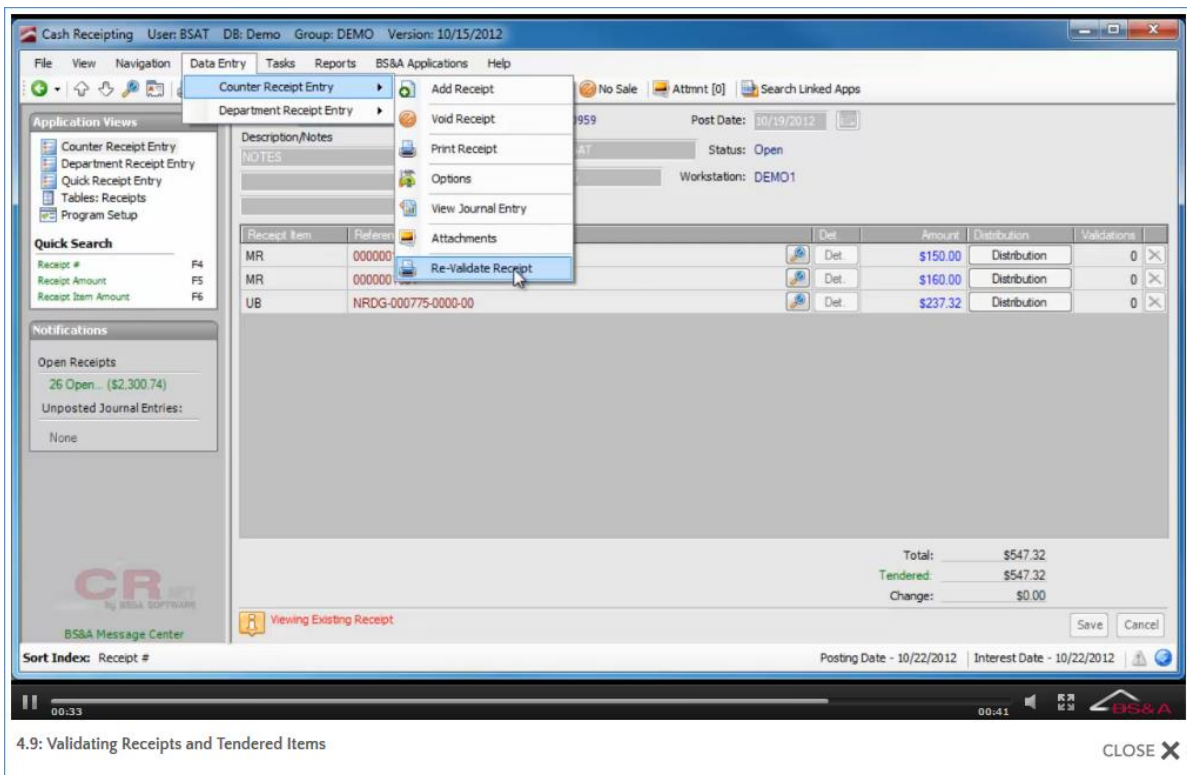 Cash Receipting User: BSAT DB: Demo Group: DEMO Version: 10/15/2012
File View Navigation Data Entry Tasks Reports BS&A Applications Help
Counter Receipt Entry
Department Receipt Entry
Add Receipt
Void Receipt
Print Receipt
Options
View Journal Entry
Attachments
Re-Validate Receipt
No Sale Attmnt [0] Search Linked Apps
Application Views
Counter Receipt Entry
Department Receipt Entry
Quick Receipt Entry
Tables: Receipts
Program Setup
Quick Search
Receipt # F4
Receipt Amount F5
Receipt Item Amount F6
Notifications
Open Receipts
26 Open... ($2,300.74)
Unposted Journal Entries:
None
CR.NET
by BS&A SOFTWARE
BS&A Message Center
Post Date: 10/19/2012
Description/Notes
Status: Open
NOTES
Workstation: DEMO1
Receipt Item Det Amount Distribution Validations
MR Det. $150.00 Distribution 0
MR Det. $160.00 Distribution 0
UB NRDG-000775-0000-00 Det. $237.32 Distribution 0
Total: $547.32
Tendered: $547.32
Change: $0.00
Viewing Existing Receipt
Save Cancel
Sort Index: Receipt # Posting Date - 10/22/2012 Interest Date - 10/22/2012
00:33 00:41 BS&A
4.9: Validating Receipts and Tendered Items
CLOSE